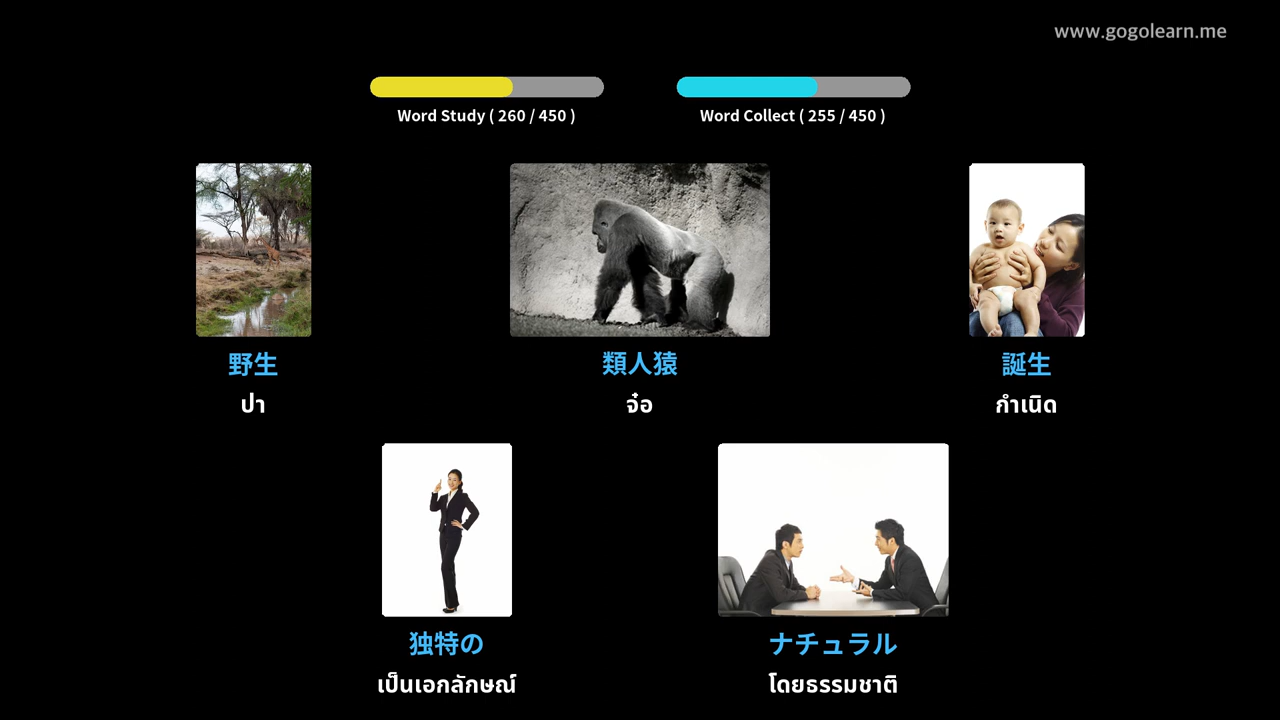 www.gogolearn.me
Word Study ( 260 / 450 )
Word Collect ( 255 / 450 )
野生
類人猿
誕生
ป่า
จ๋อ
กำเนิด
独特の
ナチュラル
เป็นเอกลักษณ์
โดยธรรมชาติ